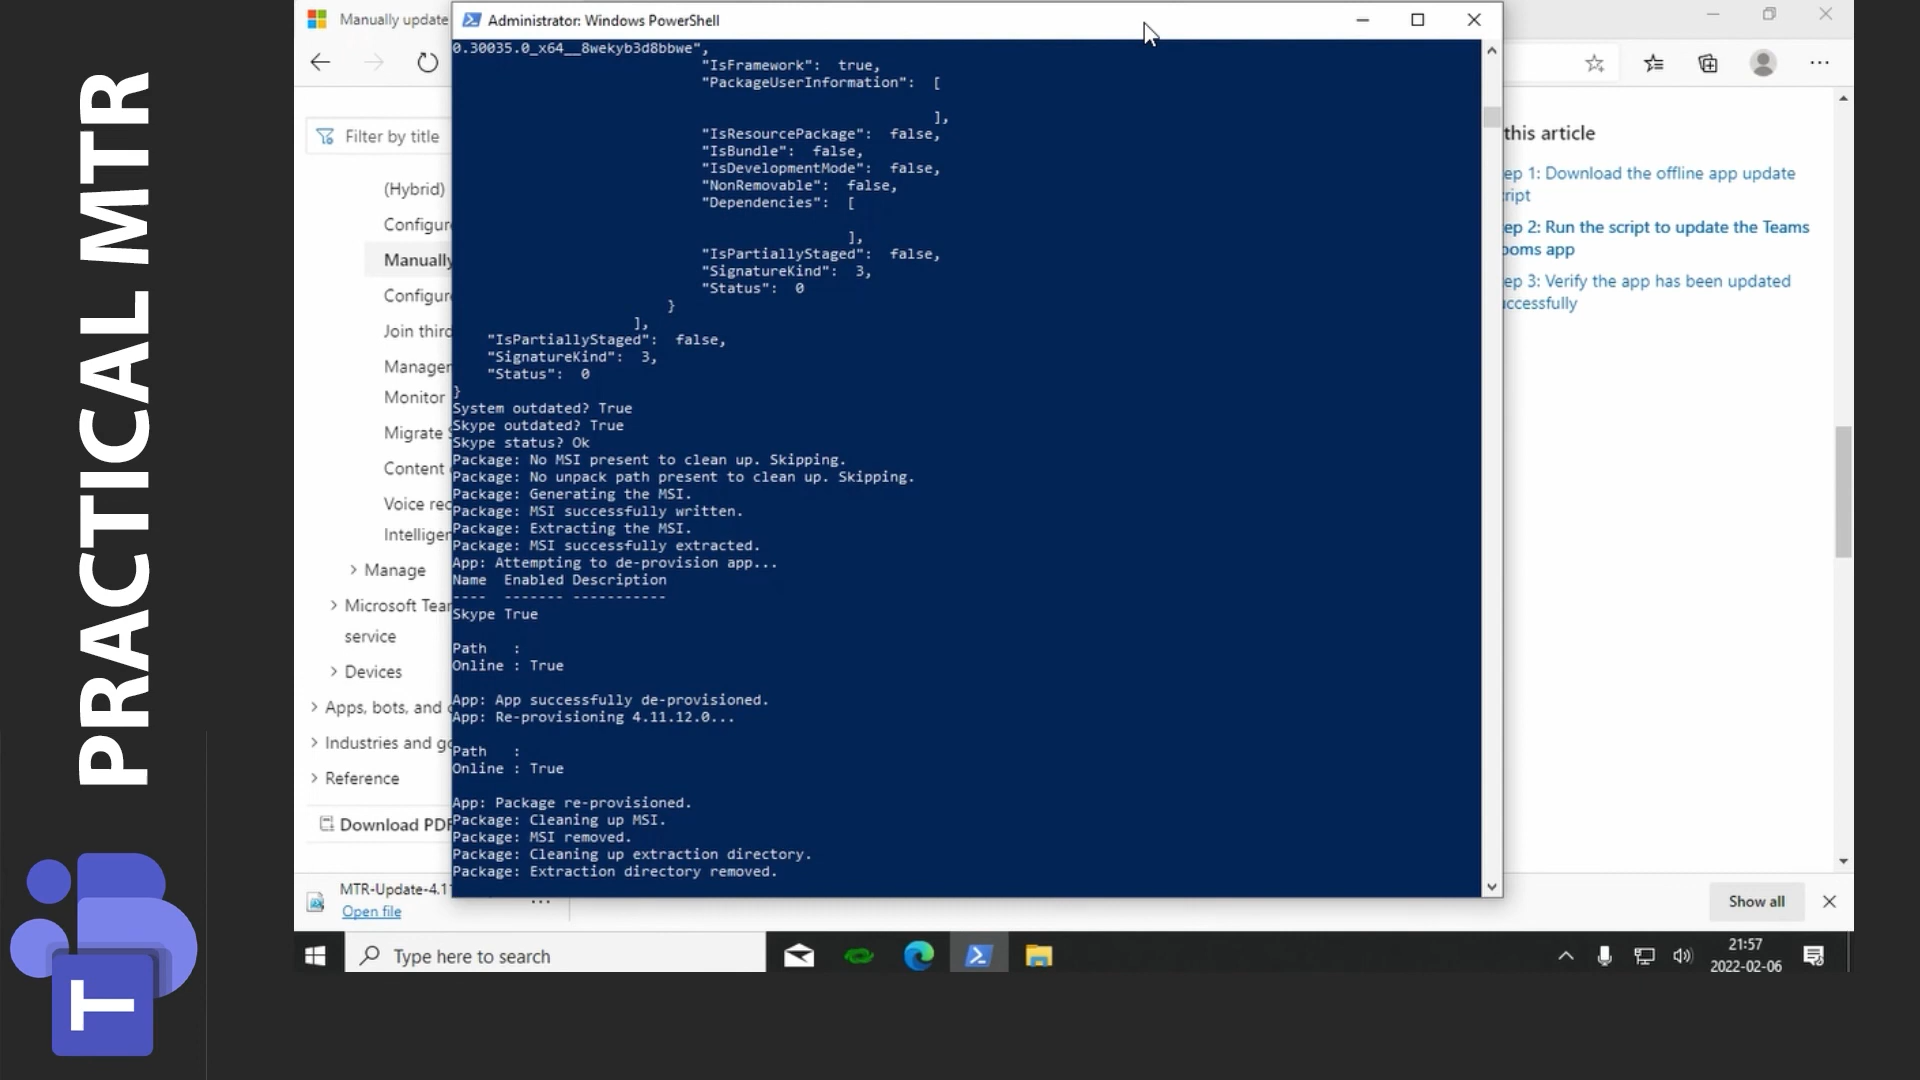 PRACTICAL MTR
T
Manually update
Administrator: Windows PowerShell
Filter by title
(Hybrid)
Configur
Manually
Configure
Join third
Manager
Monitor
Migrate
Content
Voice rec
Intelliger
Manage
Microsoft Tear
service
Devices
Apps, bots, and
Industries and go
Reference
Download PDF
0.30035.0_x64__8wekyb3d8bbwe",
"IsFramework":  true,
"PackageUserInformation":  [
],
"IsResourcePackage":  false,
"IsBundle":  false,
"IsDevelopmentMode":  false,
"NonRemovable":  false,
"Dependencies":  [
],
"IsPartiallyStaged":  false,
"SignatureKind":  3,
"Status":  0
}
],
"IsPartiallyStaged":  false,
"SignatureKind":  3,
"Status":  0
}
System outdated? True
Skype outdated? True
Skype status? Ok
Package: No MSI present to clean up. Skipping.
Package: No unpack path present to clean up. Skipping.
Package: Generating the MSI.
Package: MSI successfully written.
Package: Extracting the MSI.
Package: MSI successfully extracted.
App: Attempting to de-provision app...
Name  Enabled Description
----  ------- -----------
Skype True
Path   :
Online : True
App: App successfully de-provisioned.
App: Re-provisioning 4.11.12.0...
Path   :
Online : True
App: Package re-provisioned.
Package: Cleaning up MSI.
Package: MSI removed.
Package: Cleaning up extraction directory.
Package: Extraction directory removed.
this article
ep 1: Download the offline app update
ript
ep 2: Run the script to update the Teams
ooms app
ep 3: Verify the app has been updated
ccessfully
MTR-Update-4.1
Open file
Show all
Type here to search
21:57
2022-02-06